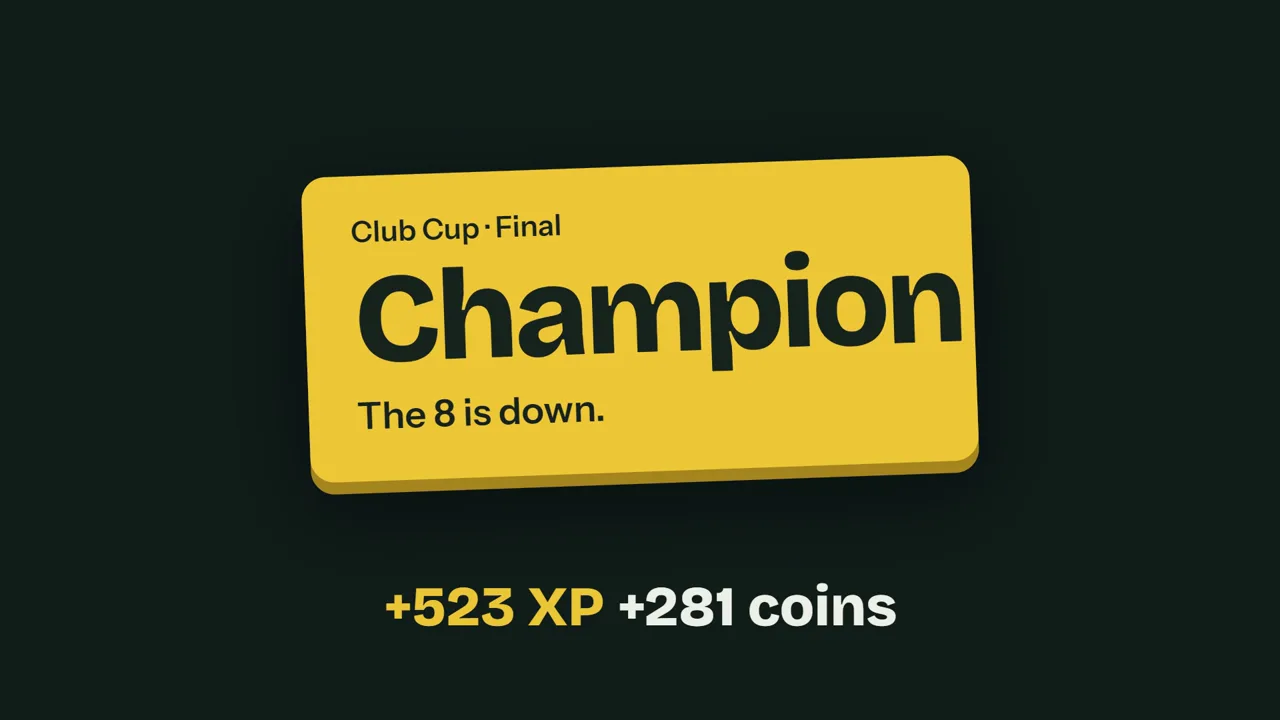 Club Cup · Final
Champion
The 8 is down.
+523 XP +281 coins